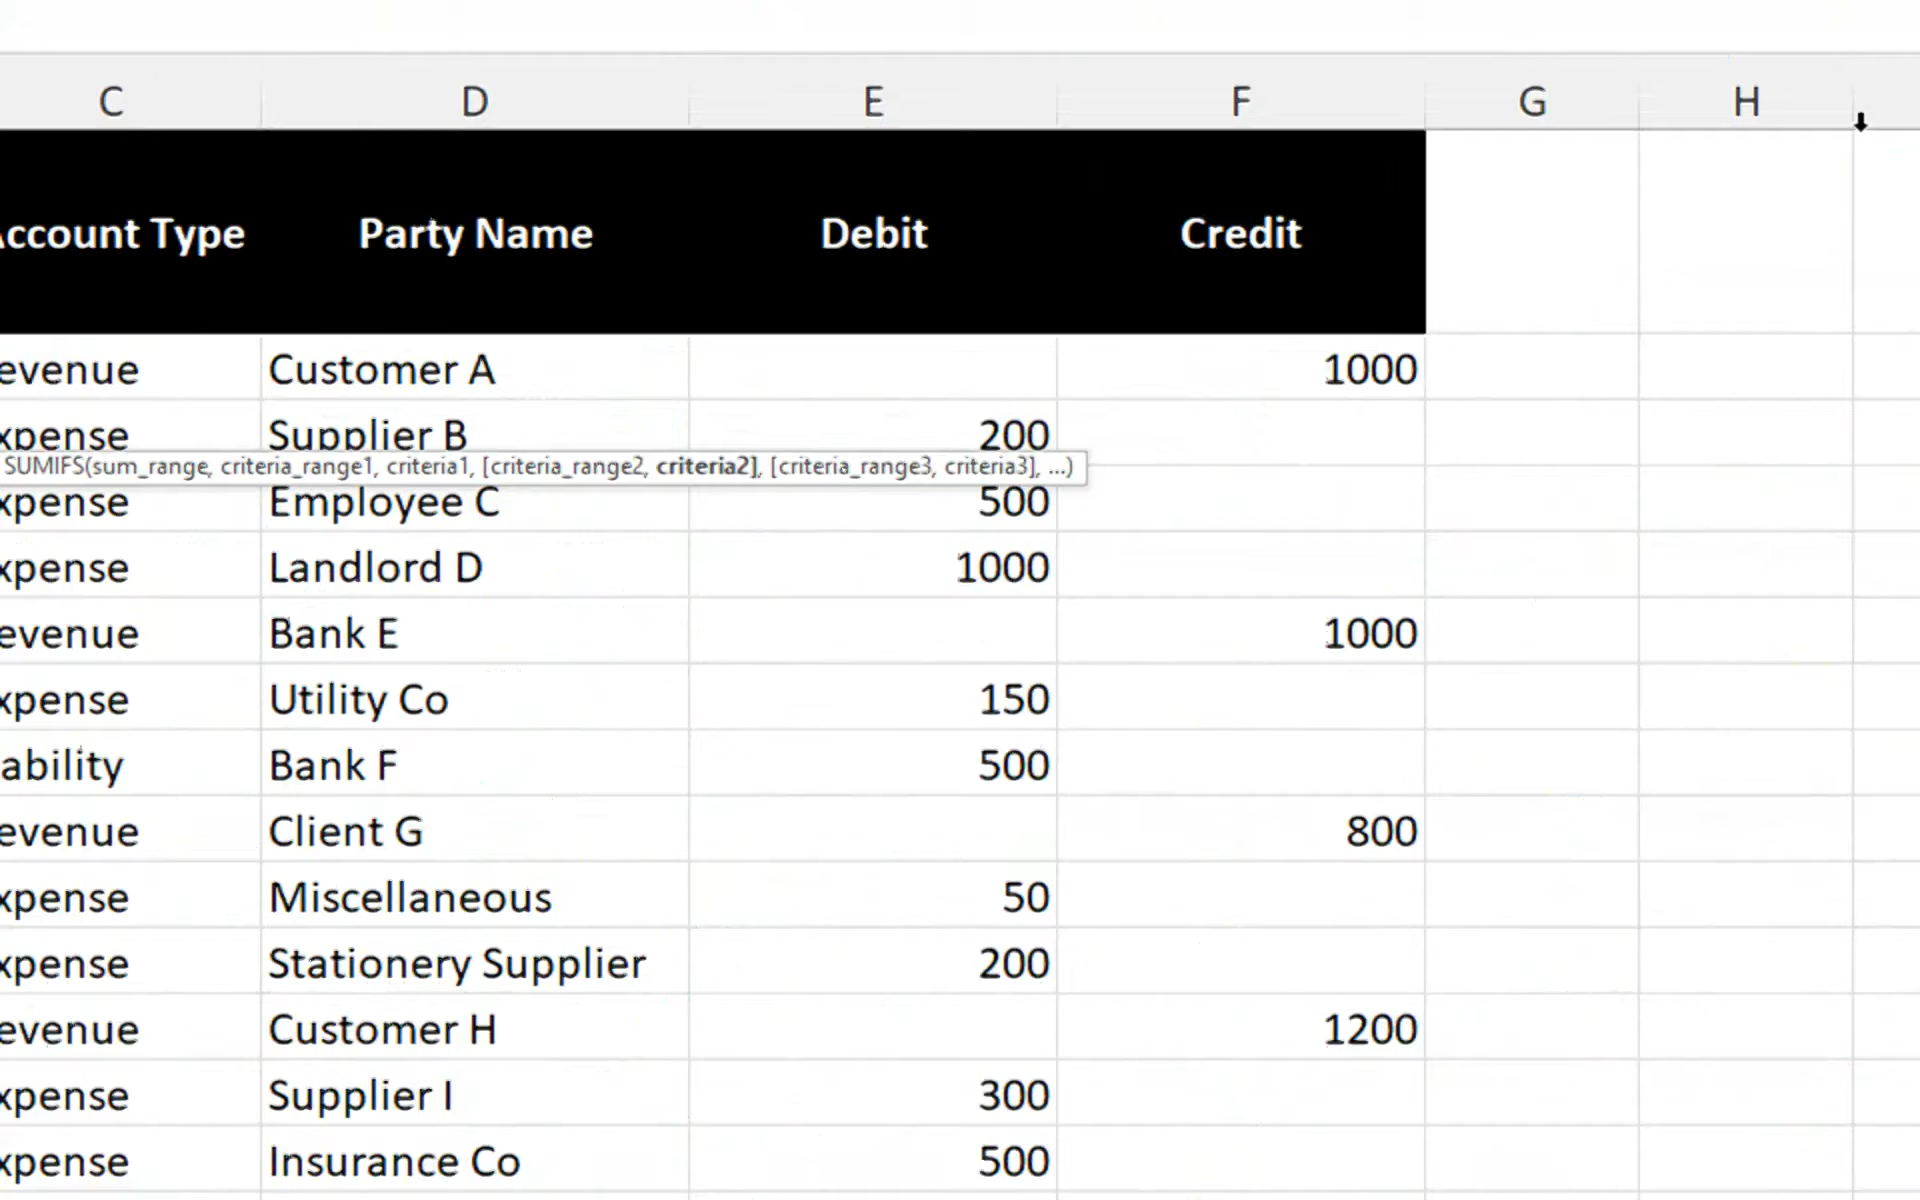 C D E F G H
ccount Type Party Name Debit Credit
evenue Customer A 1000
xpense Supplier B 200
SUMIFS(sum_range, criteria_range1, criteria1, [criteria_range2, criteria2], [criteria_range3, criteria3], ...)
xpense Employee C 500
xpense Landlord D 1000
evenue Bank E 1000
xpense Utility Co 150
ability Bank F 500
evenue Client G 800
xpense Miscellaneous 50
xpense Stationery Supplier 200
evenue Customer H 1200
xpense Supplier I 300
xpense Insurance Co 500